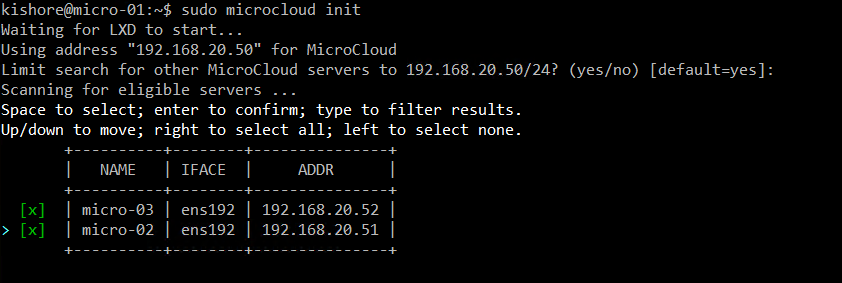 kishore@micro-01:~$ sudo microcloud init
Waiting for LXD to start...
Using address "192.168.20.50" for MicroCloud
Limit search for other MicroCloud servers to 192.168.20.50/24? (yes/no) [default=yes]:
Scanning for eligible servers ...
Space to select; enter to confirm; type to filter results.
Up/down to move; right to select all; left to select none.
       +----------+--------+---------------+
       |   NAME   | IFACE  |     ADDR      |
       +----------+--------+---------------+
  [x]  | micro-03 | ens192 | 192.168.20.52 |
> [x]  | micro-02 | ens192 | 192.168.20.51 |
       +----------+--------+---------------+